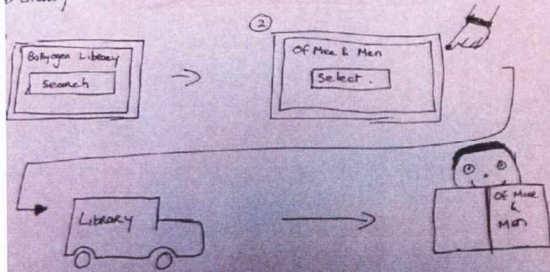 ②
Ballyogan Library
Search
Of Mice & Men
Select.
Library
Of Mice
&
Men